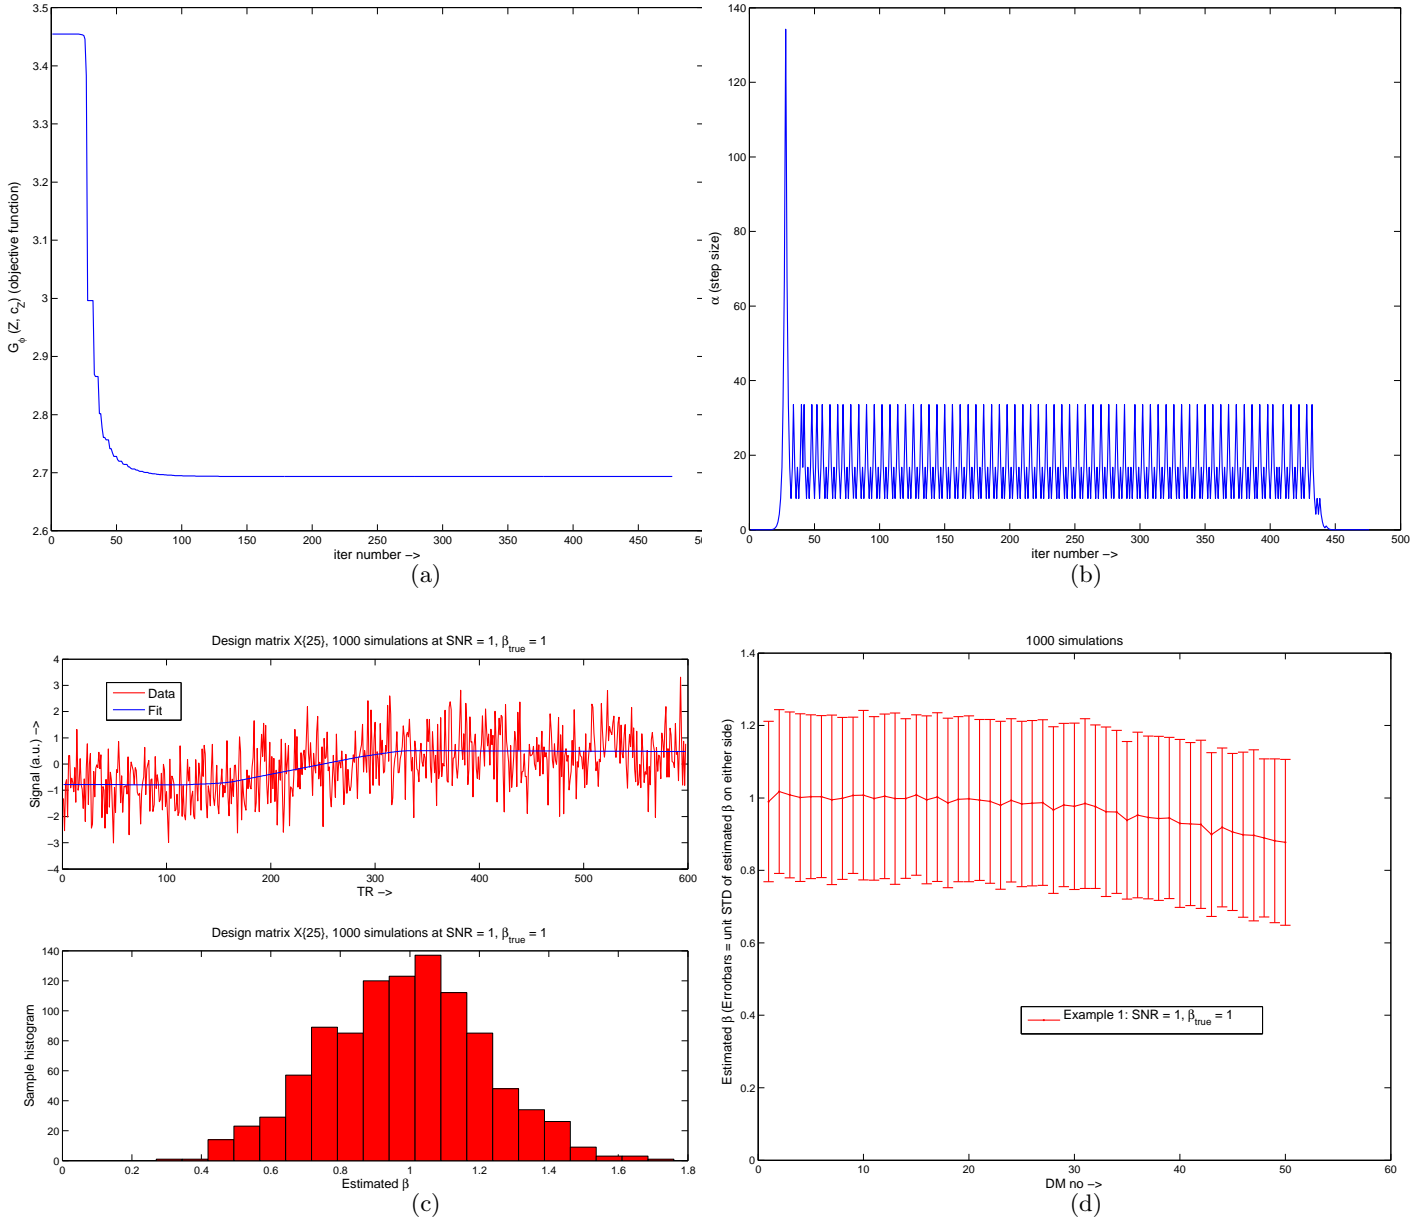 3.5
3.4
3.3
3.2
3.1
3
2.9
2.8
2.7
2.6
G_ϕ (Z, c_Z) (objective function)
0 50 100 150 200 250 300 350 400 450 500
iter number −>
(a)
140
120
100
80
60
40
20
0
α (step size)
0 50 100 150 200 250 300 350 400 450 500
iter number −>
(b)
Design matrix X{25}, 1000 simulations at SNR = 1, β_true = 1
4
3
2
1
0
−1
−2
−3
−4
Signal (a.u.) −>
Data
Fit
0 100 200 300 400 500 600
TR −>
Design matrix X{25}, 1000 simulations at SNR = 1, β_true = 1
140
120
100
80
60
40
20
0
Sample histogram
0 0.2 0.4 0.6 0.8 1 1.2 1.4 1.6 1.8
Estimated β
(c)
1000 simulations
1.4
1.2
1
0.8
0.6
0.4
0.2
0
Estimated β (Errorbars = unit STD of estimated β on either side)
Example 1: SNR = 1, β_true = 1
0 10 20 30 40 50 60
DM no −>
(d)